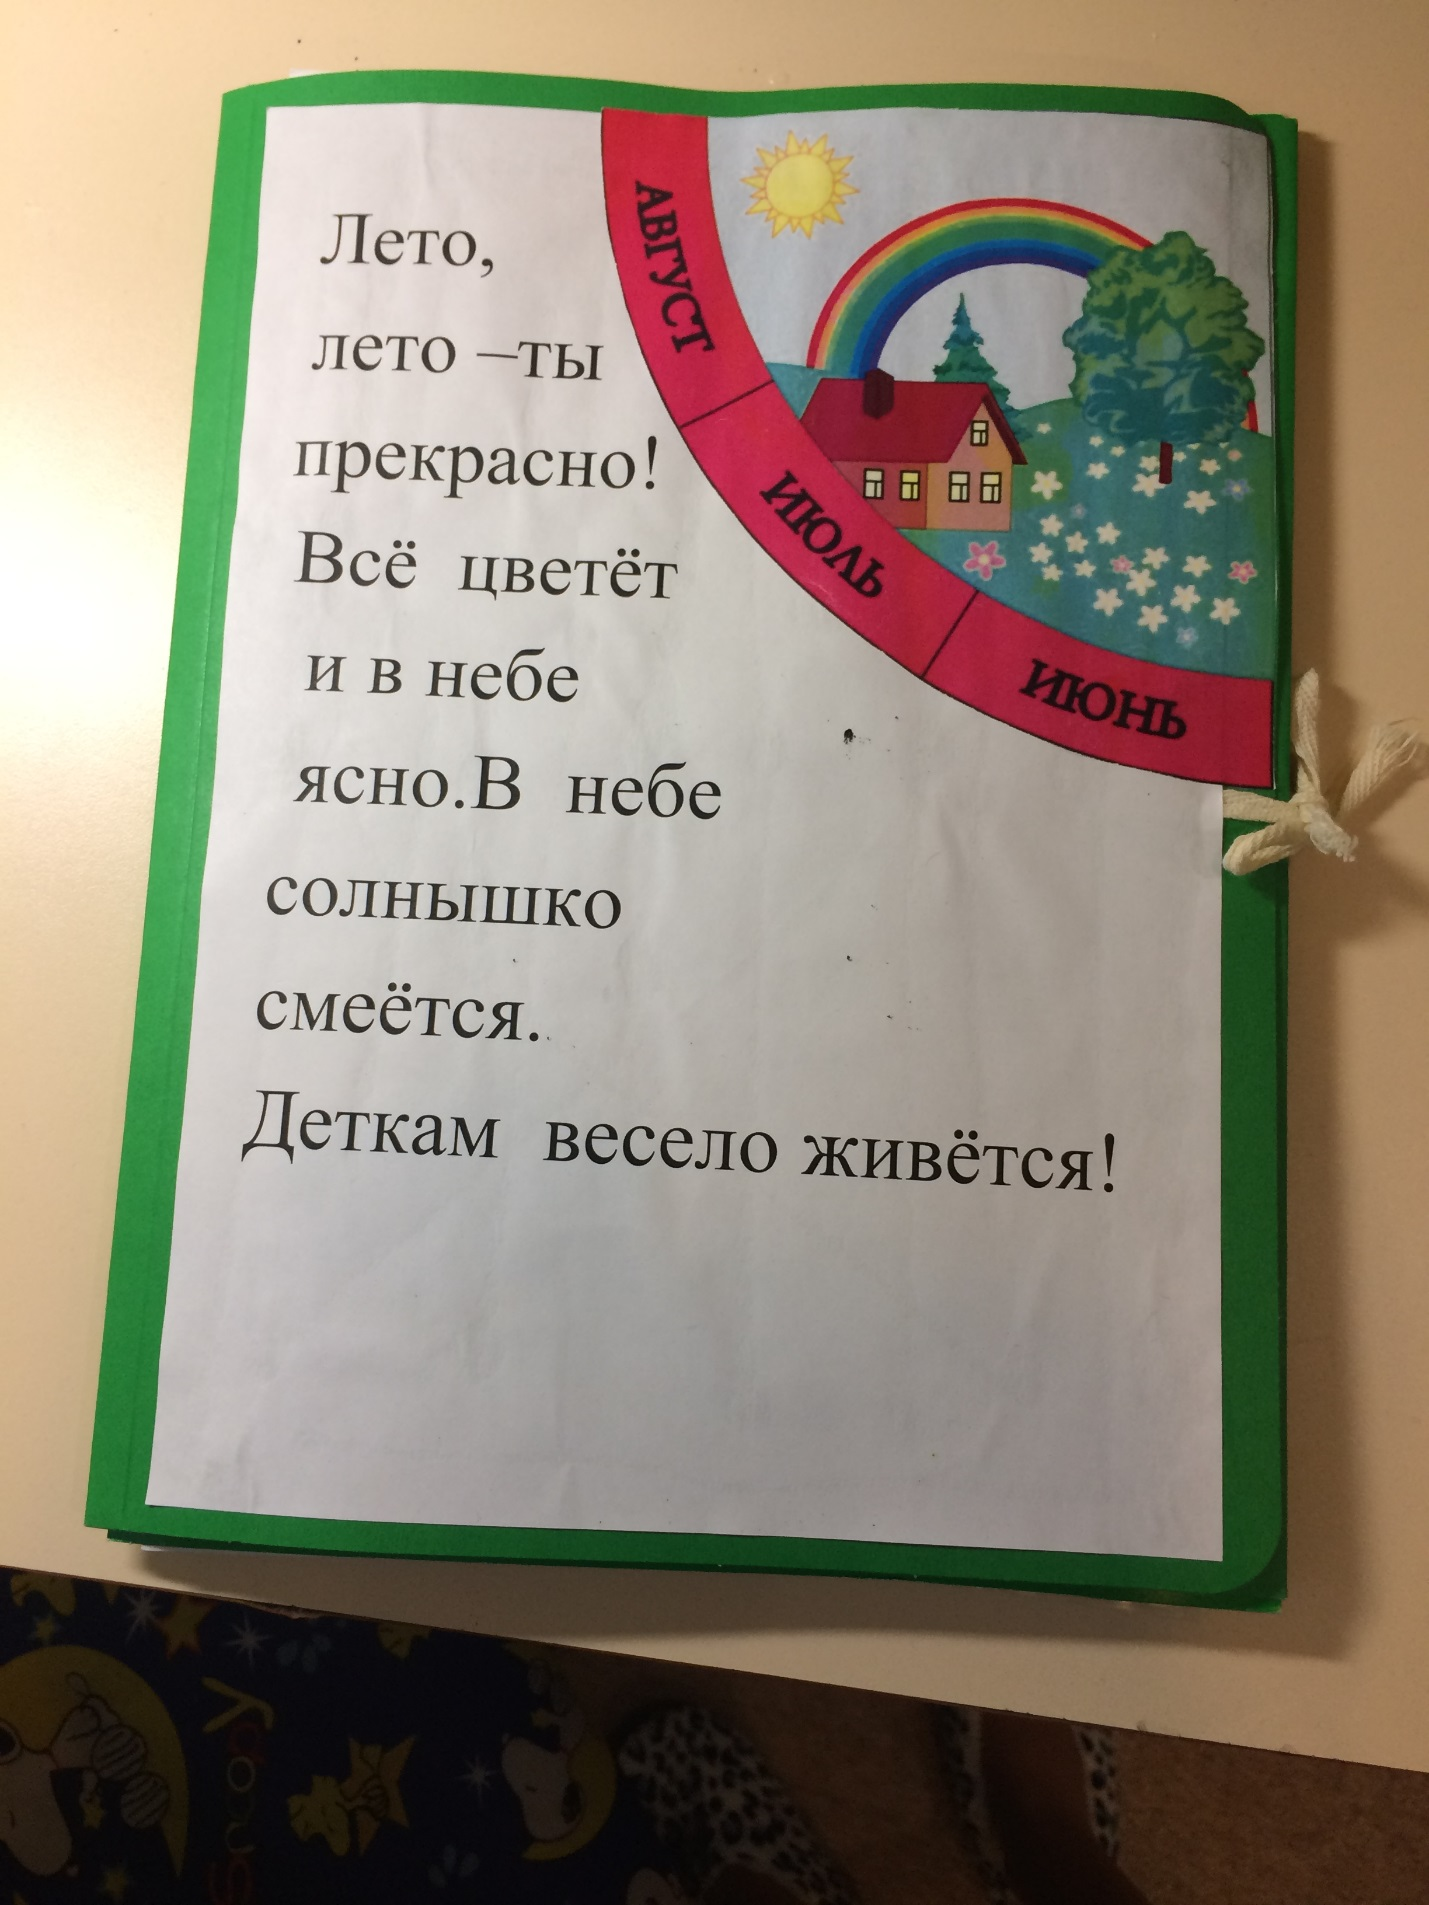 Лето,
лето –ты
прекрасно!
Всё цветёт
и в небе
ясно.В небе
солнышко
смеётся.
Деткам весело живётся!
АВГУСТ
ИЮЛЬ
ИЮНЬ